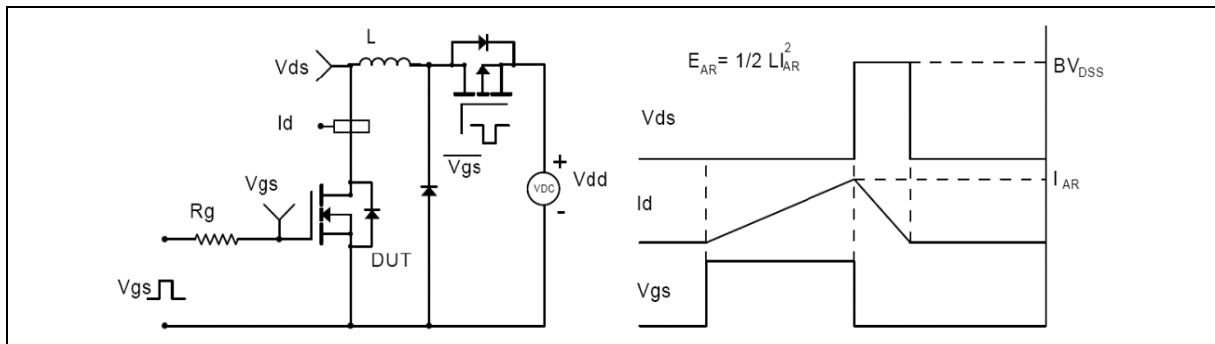 L
Vds
Id
Vgs
Vgs
Rg
DUT
Vgs
+
VDC
-
Vdd
E_AR= 1/2 LI_AR^2
BV_DSS
Vds
I_AR
Id
Vgs